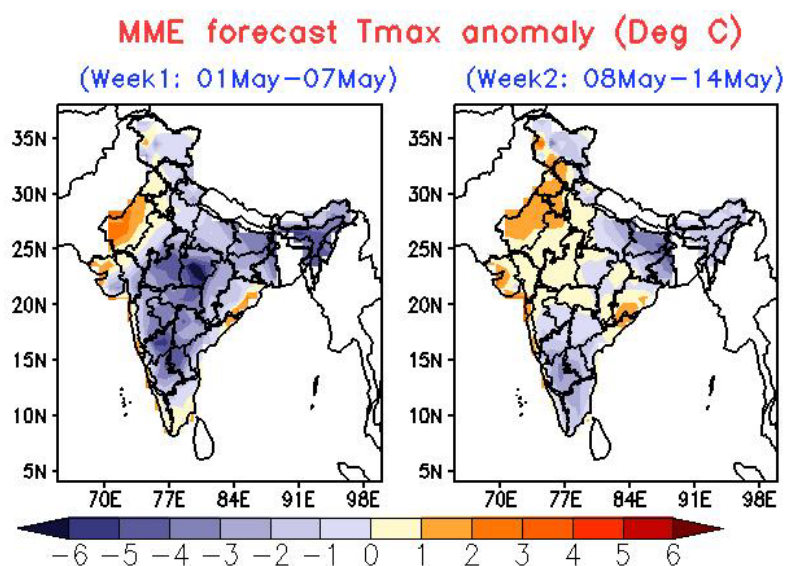 MME forecast Tmax anomaly (Deg C)
(Week1: 01May–07May)
(Week2: 08May–14May)
35N
30N
25N
20N
15N
10N
5N
70E 77E 84E 91E 98E
35N
30N
25N
20N
15N
10N
5N
70E 77E 84E 91E 98E
-6 -5 -4 -3 -2 -1 0 1 2 3 4 5 6